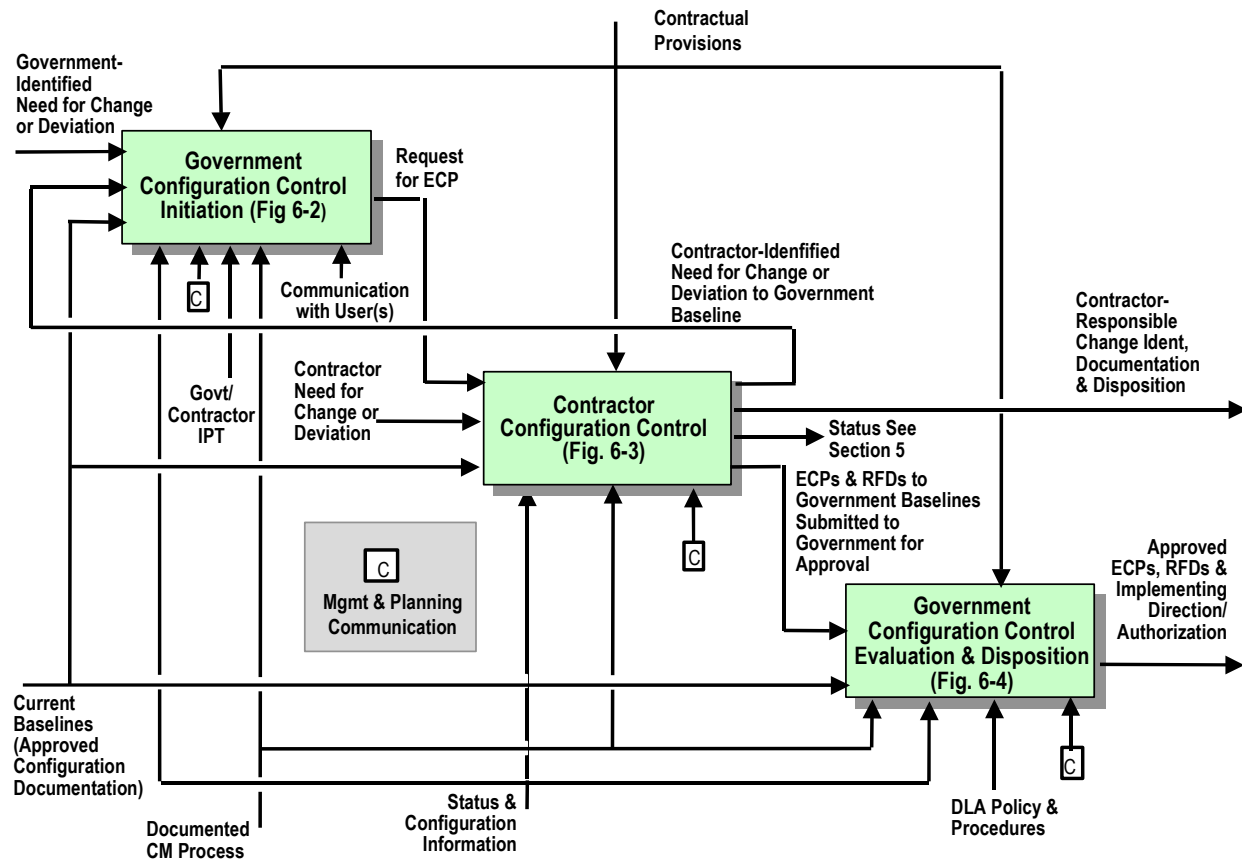 Contractual
Provisions
Government-
Identified
Need for Change
or Deviation
Government
Configuration Control
Initiation (Fig 6-2)
Request
for ECP
C
Communication
with User(s)
Contractor-Idenfified
Need for Change or
Deviation to Government
Baseline
Contractor-
Responsible
Change Ident,
Documentation
& Disposition
Govt/
Contractor
IPT
Contractor
Need for
Change or
Deviation
Contractor
Configuration Control
(Fig. 6-3)
Status See
Section 5
ECPs & RFDs to
Government Baselines
Submitted to
Government for
Approval
C
C
Mgmt & Planning
Communication
Approved
ECPs, RFDs &
Implementing
Direction/
Authorization
Government
Configuration Control
Evaluation & Disposition
(Fig. 6-4)
Current
Baselines
(Approved
Configuration
Documentation)
C
Documented
CM Process
Status &
Configuration
Information
DLA Policy &
Procedures